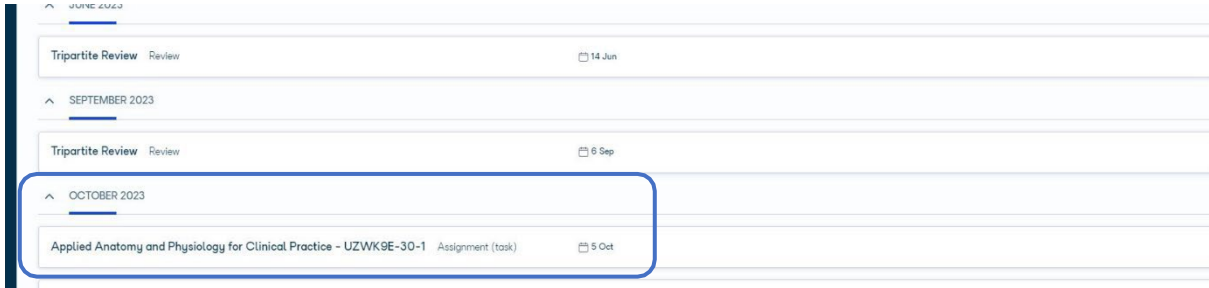 JUNE 2023
Tripartite Review Review 14 Jun
SEPTEMBER 2023
Tripartite Review Review 6 Sep
OCTOBER 2023
Applied Anatomy and Physiology for Clinical Practice - UZWK9E-30-1 Assignment (task) 5 Oct